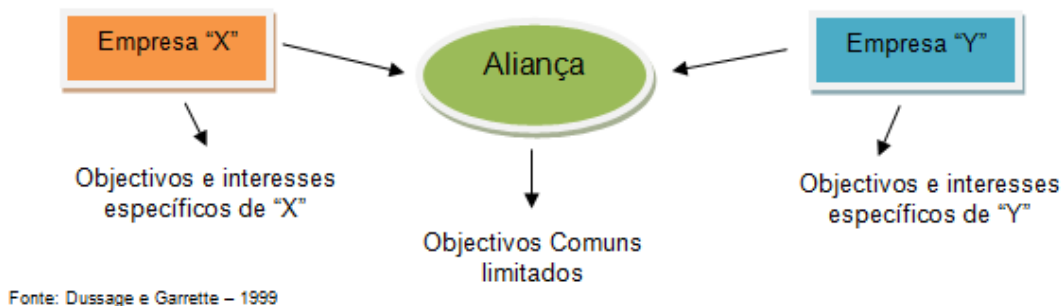 Empresa “X”
Aliança
Empresa “Y”
Objectivos e interesses
específicos de “X”
Objectivos Comuns
limitados
Objectivos e interesses
específicos de “Y”
Fonte: Dussage e Garrette – 1999